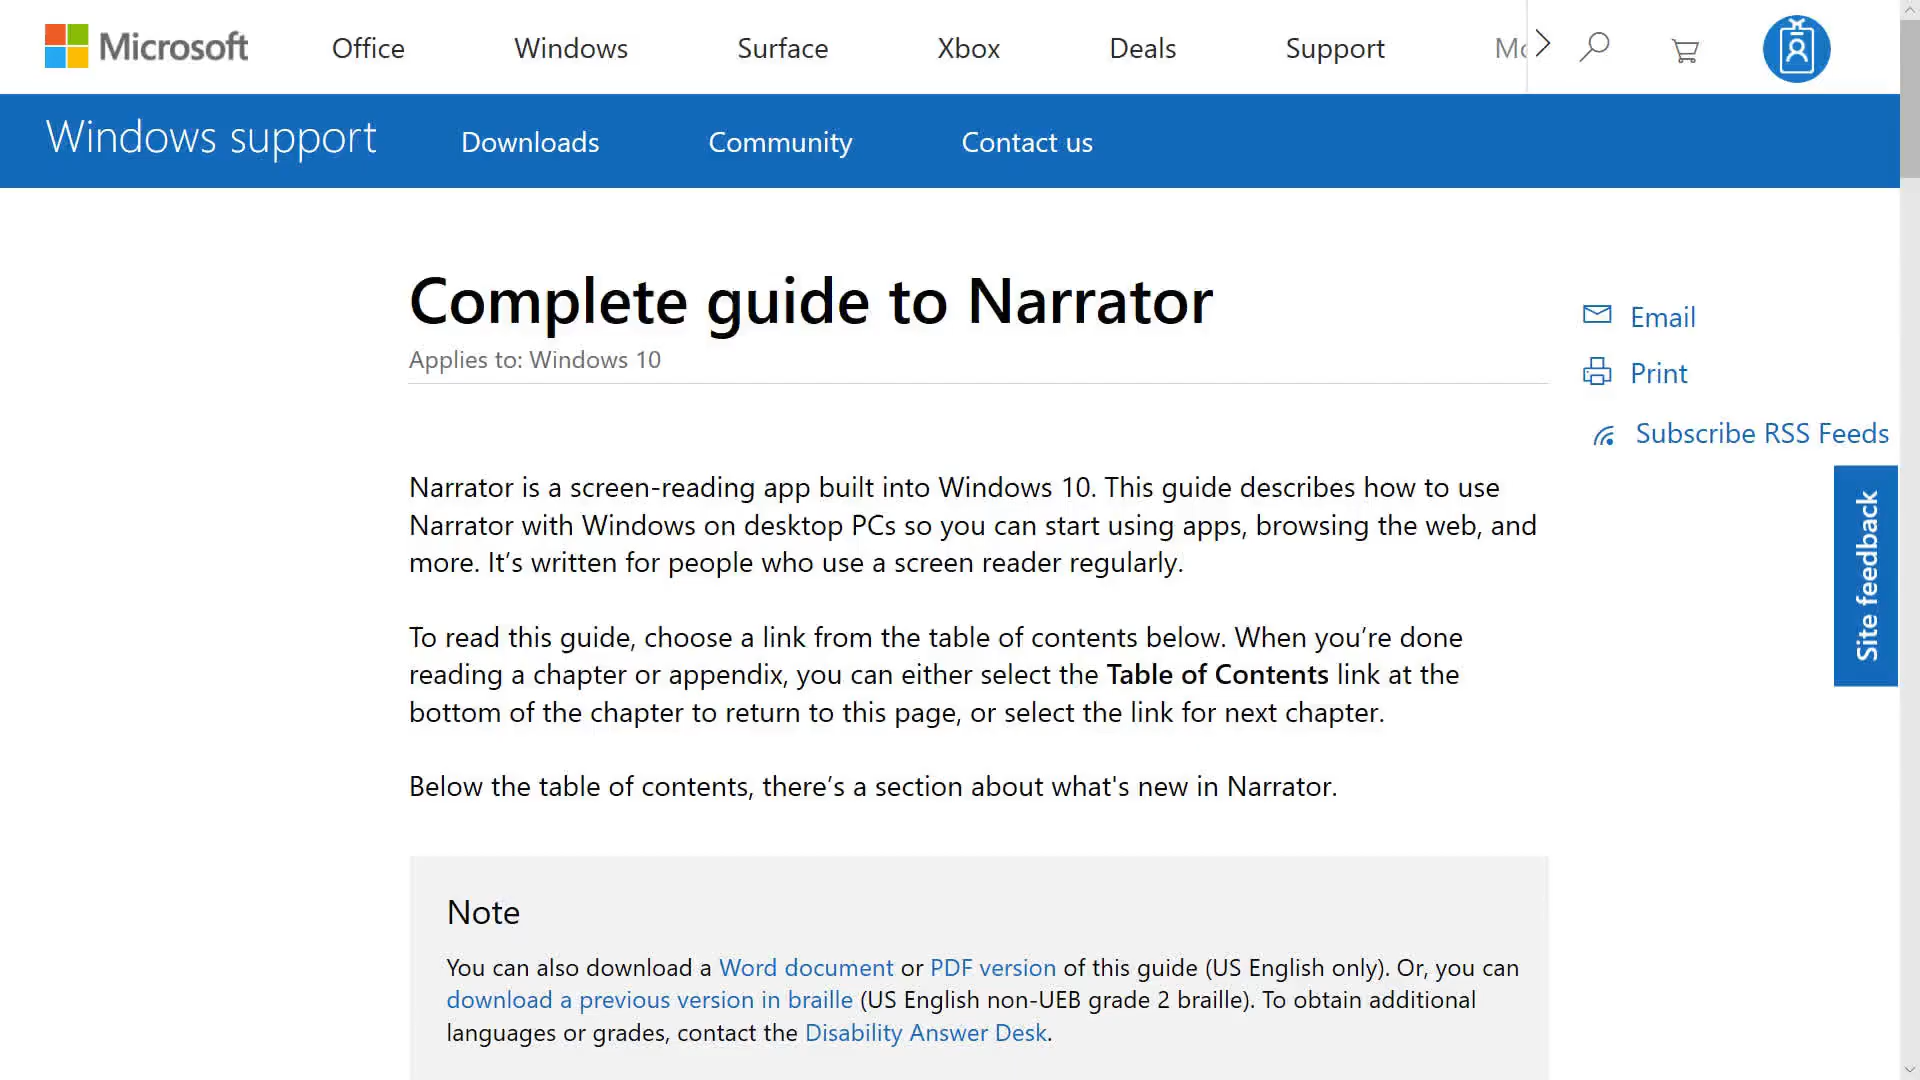 Microsoft
Office
Windows
Surface
Xbox
Deals
Support
Windows support
Downloads
Community
Contact us
Complete guide to Narrator
Applies to: Windows 10
Email
Print
Subscribe RSS Feeds
Site feedback
Narrator is a screen-reading app built into Windows 10. This guide describes how to use
Narrator with Windows on desktop PCs so you can start using apps, browsing the web, and
more. It’s written for people who use a screen reader regularly.
To read this guide, choose a link from the table of contents below. When you’re done
reading a chapter or appendix, you can either select the Table of Contents link at the
bottom of the chapter to return to this page, or select the link for next chapter.
Below the table of contents, there’s a section about what's new in Narrator.
Note
You can also download a Word document or PDF version of this guide (US English only). Or, you can
download a previous version in braille (US English non-UEB grade 2 braille). To obtain additional
languages or grades, contact the Disability Answer Desk.